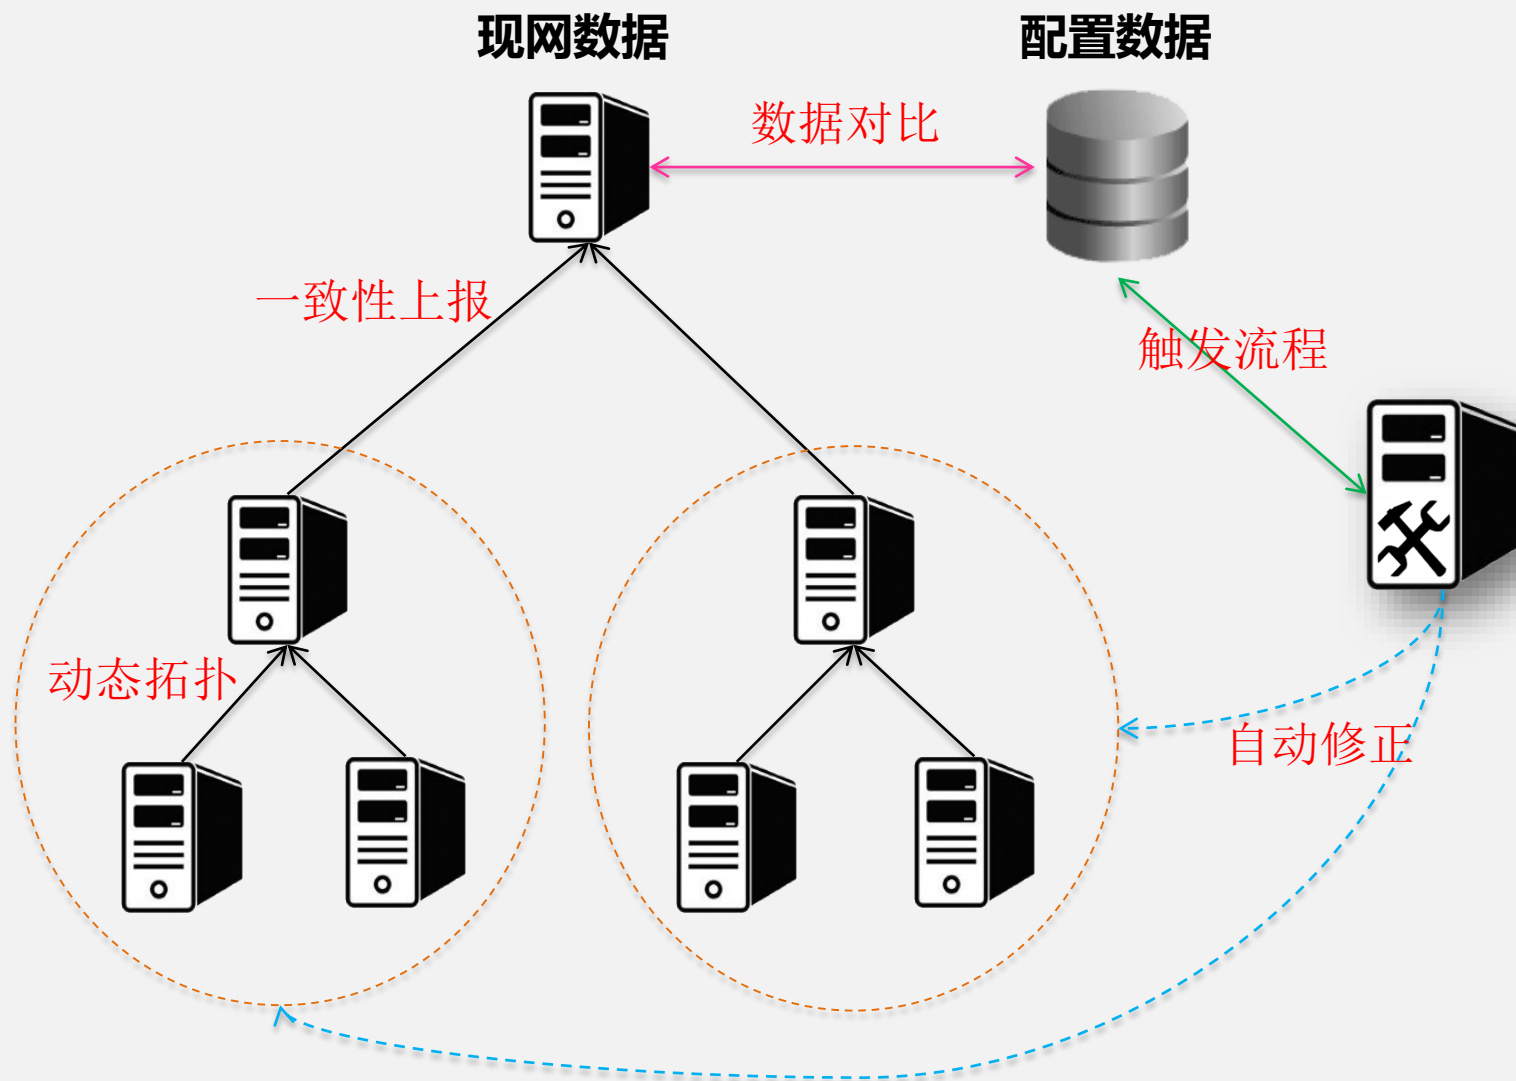 现网数据
配置数据
数据对比
一致性上报
触发流程
动态拓扑
自动修正